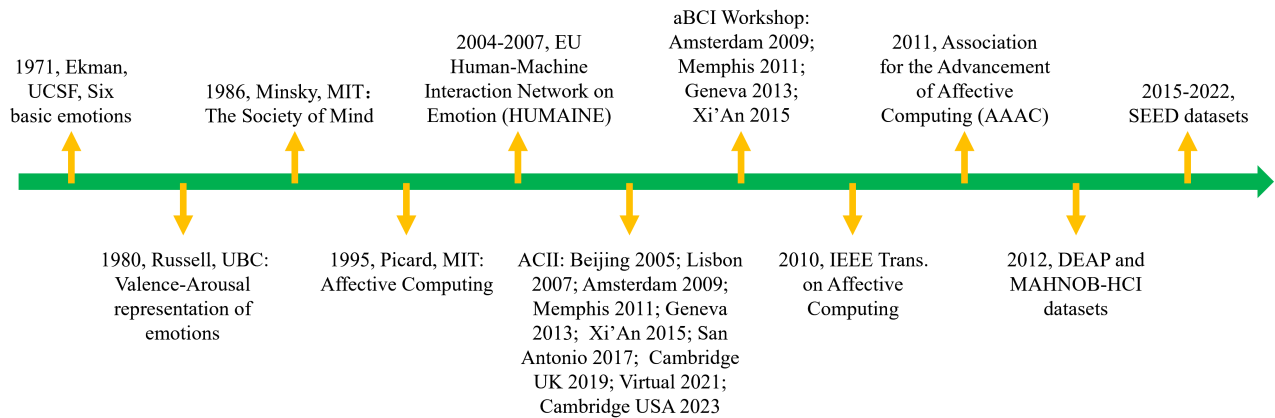 1971, Ekman,
UCSF, Six
basic emotions
1980, Russell, UBC:
Valence-Arousal
representation of
emotions
1986, Minsky, MIT：
The Society of Mind
1995, Picard, MIT:
Affective Computing
2004-2007, EU
Human-Machine
Interaction Network on
Emotion (HUMAINE)
ACII: Beijing 2005; Lisbon
2007; Amsterdam 2009;
Memphis 2011; Geneva
2013;  Xi’An 2015; San
Antonio 2017;  Cambridge
UK 2019; Virtual 2021;
Cambridge USA 2023
aBCI Workshop:
Amsterdam 2009;
Memphis 2011;
Geneva 2013;
Xi’An 2015
2010, IEEE Trans.
on Affective
Computing
2011, Association
for the Advancement
of Affective
Computing (AAAC)
2012, DEAP and
MAHNOB-HCI
datasets
2015-2022,
SEED datasets